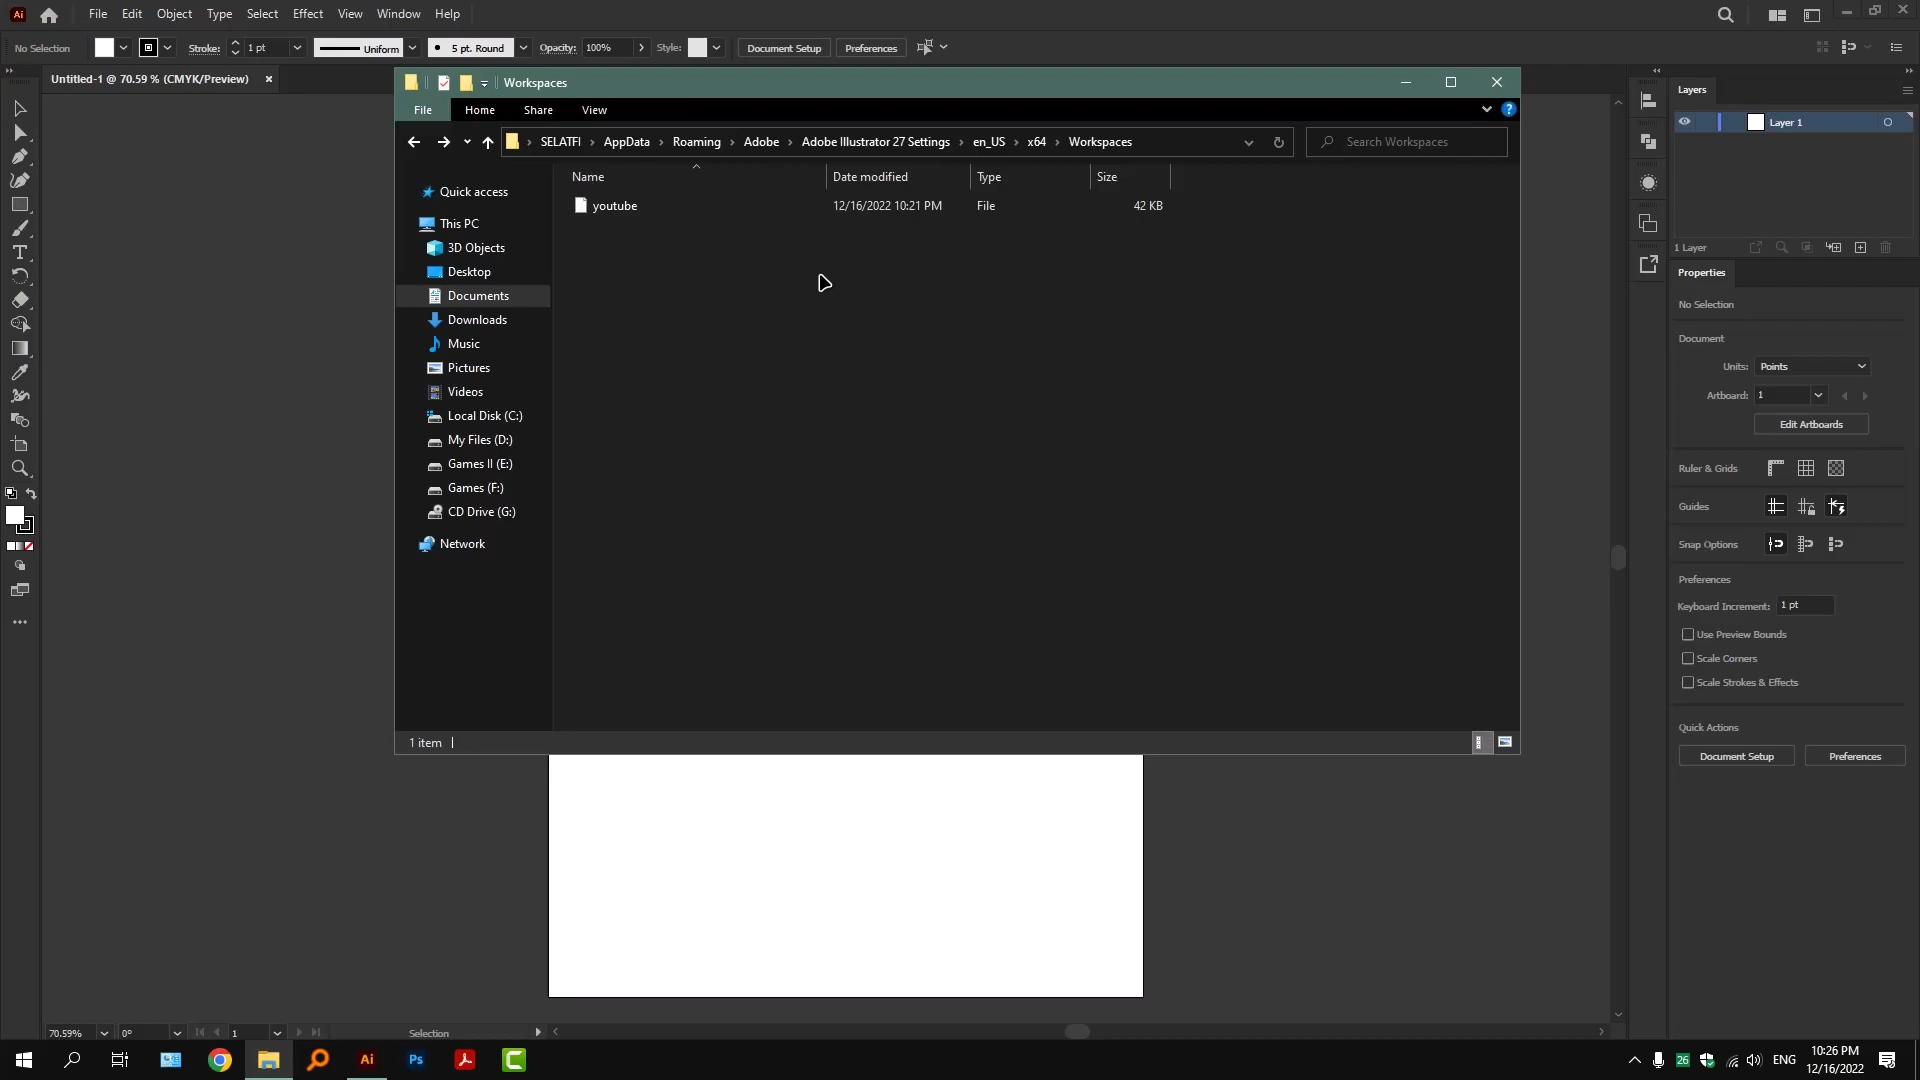 Ai File Edit Object Type Select Effect View Window Help
No Selection Stroke: 1 pt Uniform 5 pt. Round Opacity: 100% Style: Document Setup Preferences
Untitled-1 @ 70.59 % (CMYK/Preview)
Workspaces
File Home Share View
SELATFI AppData Roaming Adobe Adobe Illustrator 27 Settings en_US x64 Workspaces Search Workspaces
Name Date modified Type Size
youtube 12/16/2022 10:21 PM File 42 KB
Quick access
This PC
3D Objects
Desktop
Documents
Downloads
Music
Pictures
Videos
Local Disk (C:)
My Files (D:)
Games II (E:)
Games (F:)
CD Drive (G:)
Network
1 item
Layers
Layer 1
1 Layer
Properties
No Selection
Document
Units: Points
Artboard: 1
Edit Artboards
Ruler & Grids
Guides
Snap Options
Preferences
Keyboard Increment: 1 pt
Use Preview Bounds
Scale Corners
Scale Strokes & Effects
Quick Actions
Document Setup Preferences
70.59% 0° 1 Selection
Ai Ps 26 ENG 10:26 PM
12/16/2022